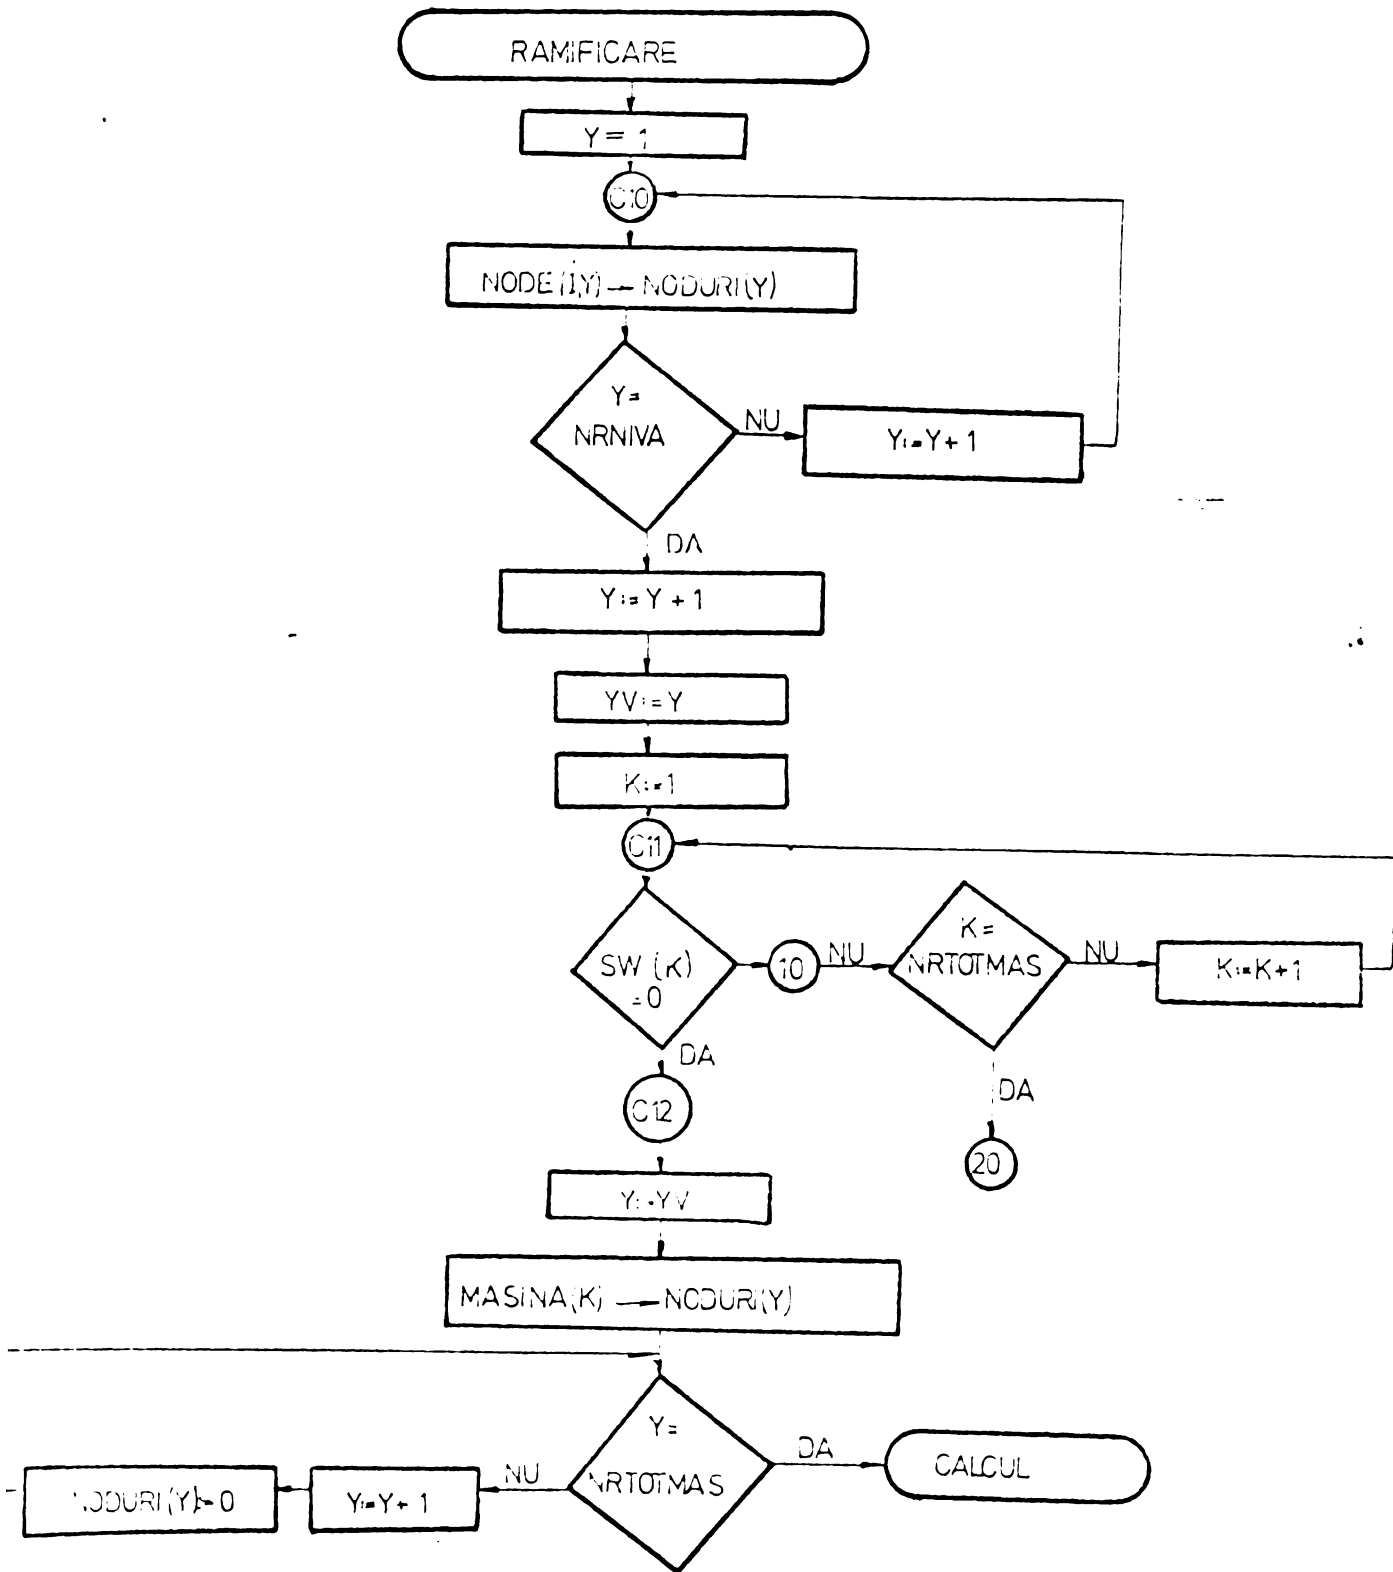 RAMIFICARE
Y = 1
C10
NODE(I,Y) → NODURI(Y)
Y=
NRNIVA
NU
Y:=Y+1
DA
Y:=Y+1
YV:=Y
K:=1
C11
SW(K)
=0
10
NU
K=
NRTOTMAS
NU
K:=K+1
DA
C12
DA
20
Y:=YV
MASINA(K) → NODURI(Y)
Y=
NRTOTMAS
DA
CALCUL
NU
Y:=Y+1
NODURI(Y):=0